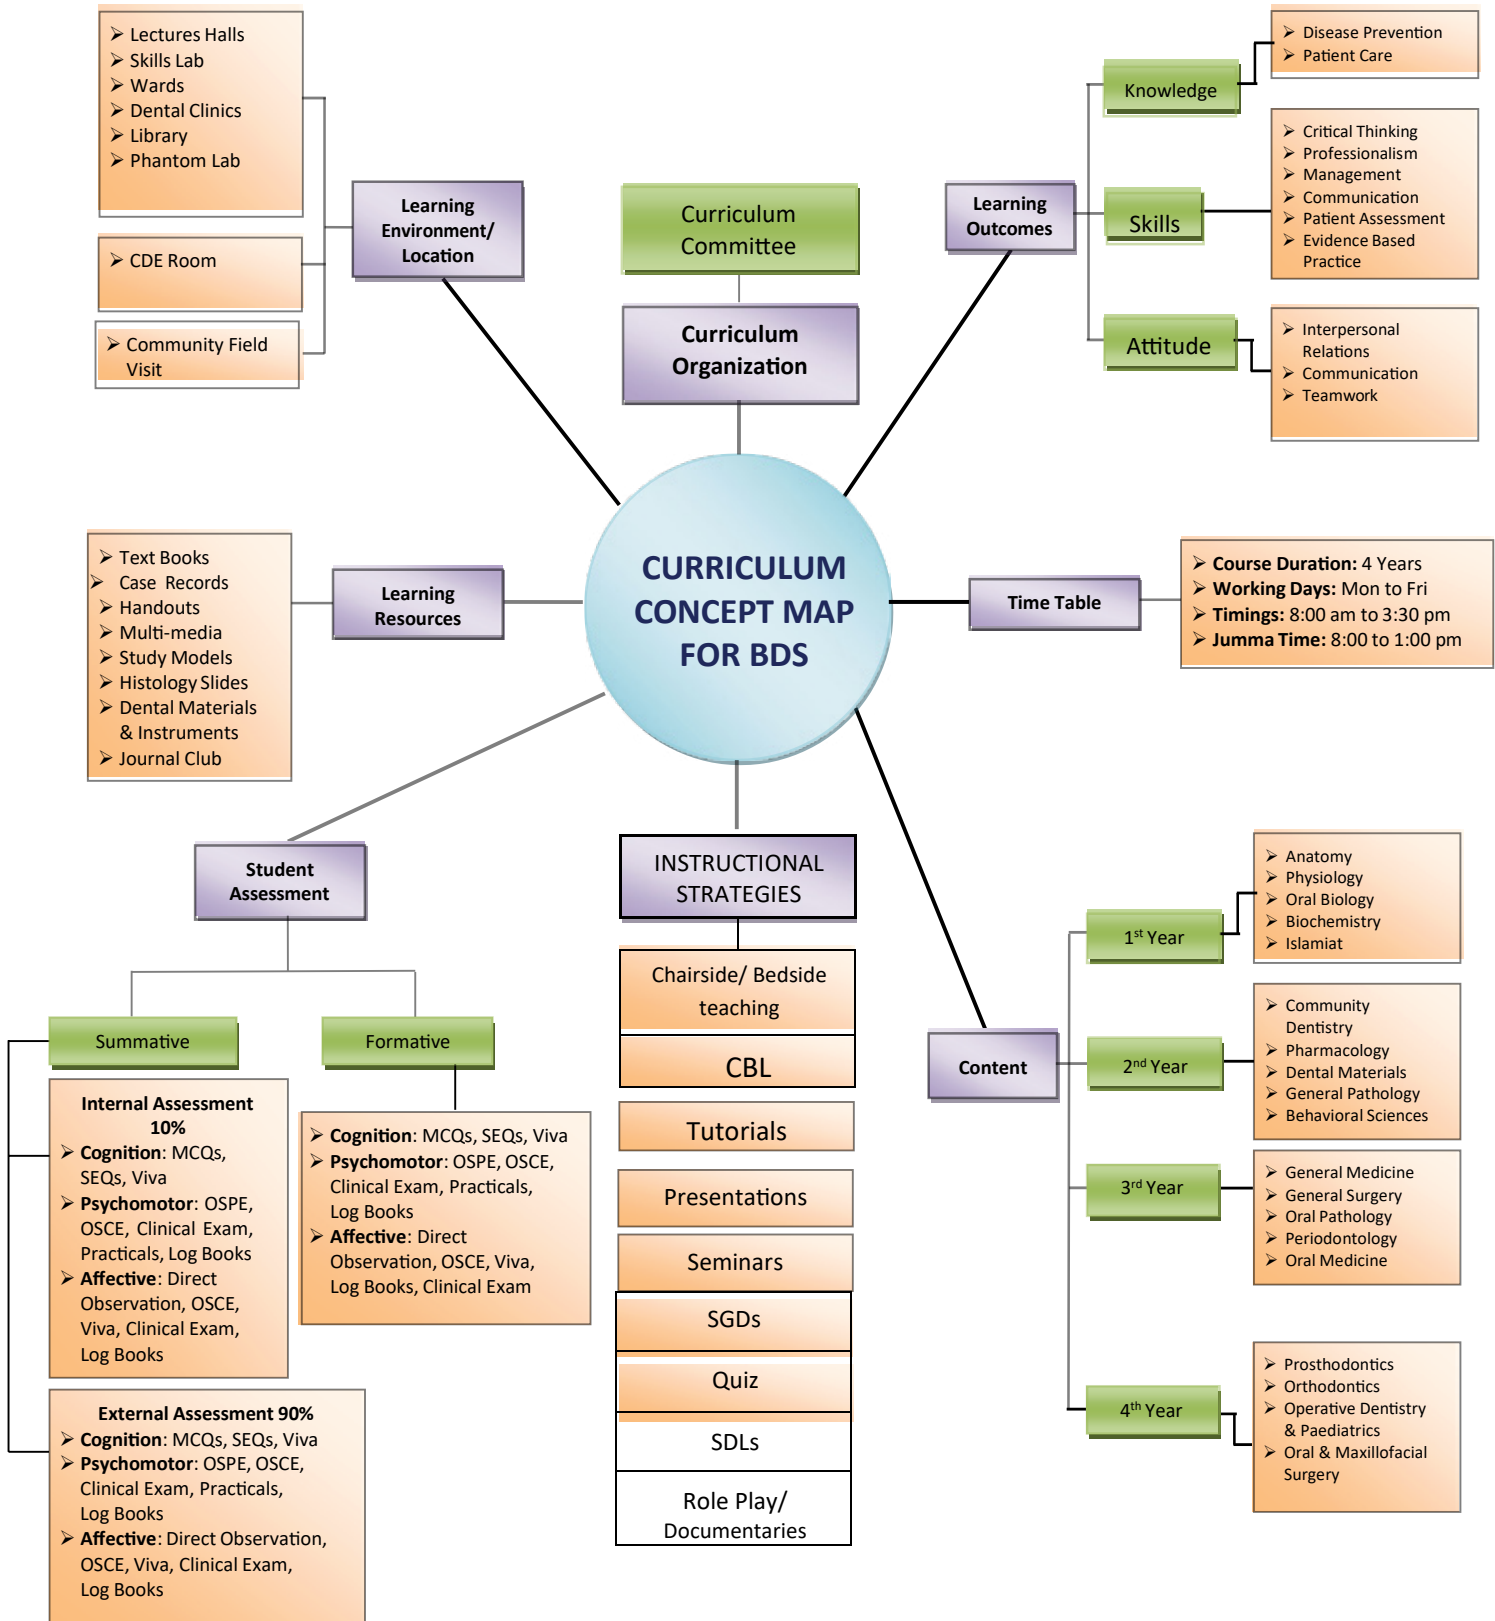 ➢ Lectures Halls
➢ Skills Lab
➢ Wards
➢ Dental Clinics
➢ Library
➢ Phantom Lab
➢ CDE Room
➢ Community Field
Visit
Learning
Environment/
Location
Curriculum
Committee
Curriculum
Organization
Learning
Outcomes
Knowledge
➢ Disease Prevention
➢ Patient Care
Skills
➢ Critical Thinking
➢ Professionalism
➢ Management
➢ Communication
➢ Patient Assessment
➢ Evidence Based
Practice
Attitude
➢ Interpersonal
Relations
➢ Communication
➢ Teamwork
CURRICULUM
CONCEPT MAP
FOR BDS
➢ Text Books
➢ Case Records
➢ Handouts
➢ Multi-media
➢ Study Models
➢ Histology Slides
➢ Dental Materials
& Instruments
➢ Journal Club
Learning
Resources
Time Table
➢ Course Duration: 4 Years
➢ Working Days: Mon to Fri
➢ Timings: 8:00 am to 3:30 pm
➢ Jumma Time: 8:00 to 1:00 pm
Student
Assessment
Summative
Formative
Internal Assessment
10%
➢ Cognition: MCQs,
SEQs, Viva
➢ Psychomotor: OSPE,
OSCE, Clinical Exam,
Practicals, Log Books
➢ Affective: Direct
Observation, OSCE,
Viva, Clinical Exam,
Log Books
➢ Cognition: MCQs, SEQs, Viva
➢ Psychomotor: OSPE, OSCE,
Clinical Exam, Practicals,
Log Books
➢ Affective: Direct
Observation, OSCE, Viva,
Log Books, Clinical Exam
External Assessment 90%
➢ Cognition: MCQs, SEQs, Viva
➢ Psychomotor: OSPE, OSCE,
Clinical Exam, Practicals,
Log Books
➢ Affective: Direct Observation,
OSCE, Viva, Clinical Exam,
Log Books
INSTRUCTIONAL
STRATEGIES
Chairside/ Bedside
teaching
CBL
Tutorials
Presentations
Seminars
SGDs
Quiz
SDLs
Role Play/
Documentaries
Content
1st Year
➢ Anatomy
➢ Physiology
➢ Oral Biology
➢ Biochemistry
➢ Islamiat
2nd Year
➢ Community
Dentistry
➢ Pharmacology
➢ Dental Materials
➢ General Pathology
➢ Behavioral Sciences
3rd Year
➢ General Medicine
➢ General Surgery
➢ Oral Pathology
➢ Periodontology
➢ Oral Medicine
4th Year
➢ Prosthodontics
➢ Orthodontics
➢ Operative Dentistry
& Paediatrics
➢ Oral & Maxillofacial
Surgery